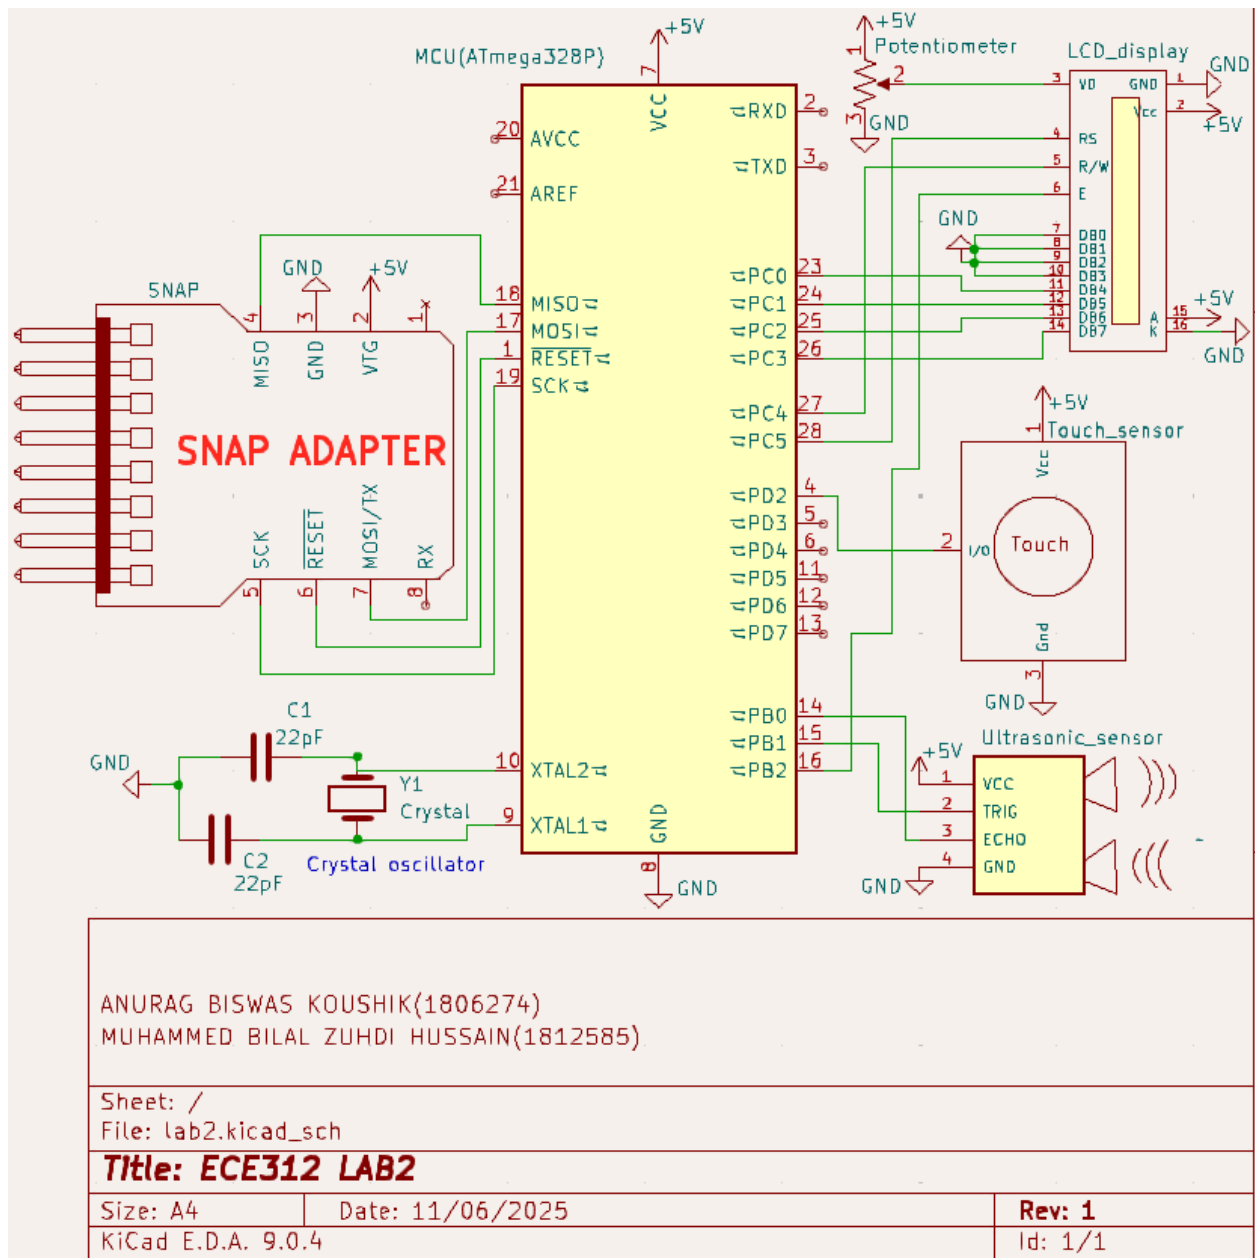 +5V
MCU(ATmega328P)
7
VCC
20
AVCC
21
AREF
18
MISO
17
MOSI
1
RESET
19
SCK
10
XTAL2
9
XTAL1
GND
8
GND
RXD
2
TXD
3
PC0
23
PC1
24
PC2
25
PC3
26
PC4
27
PC5
28
PD2
4
PD3
5
PD4
6
PD5
11
PD6
12
PD7
13
PB0
14
PB1
15
PB2
16
+5V
Potentiometer
1
2
3
GND
LCD_display
3
VO
4
RS
5
R/W
6
E
GND
7
DB0
8
DB1
9
DB2
10
DB3
11
DB4
12
DB5
13
DB6
14
DB7
GND
1
GND
Vcc
2
+5V
A
15
+5V
K
16
GND
SNAP
4
MISO
GND
3
GND
+5V
2
VTG
1
SNAP ADAPTER
SCK
5
RESET
6
MOSI/TX
7
RX
8
+5V
1
Touch_sensor
Vcc
2
I/O
Touch
Gnd
3
GND
Ultrasonic_sensor
+5V
1
VCC
2
TRIG
3
ECHO
4
GND
GND
C1
22pF
GND
Y1
Crystal
C2
22pF
Crystal oscillator
ANURAG BISWAS KOUSHIK(1806274)
MUHAMMED BILAL ZUHDI HUSSAIN(1812585)
Sheet: /
File: lab2.kicad_sch
Title: ECE312 LAB2
Size: A4
Date: 11/06/2025
Rev: 1
KiCad E.D.A. 9.0.4
Id: 1/1